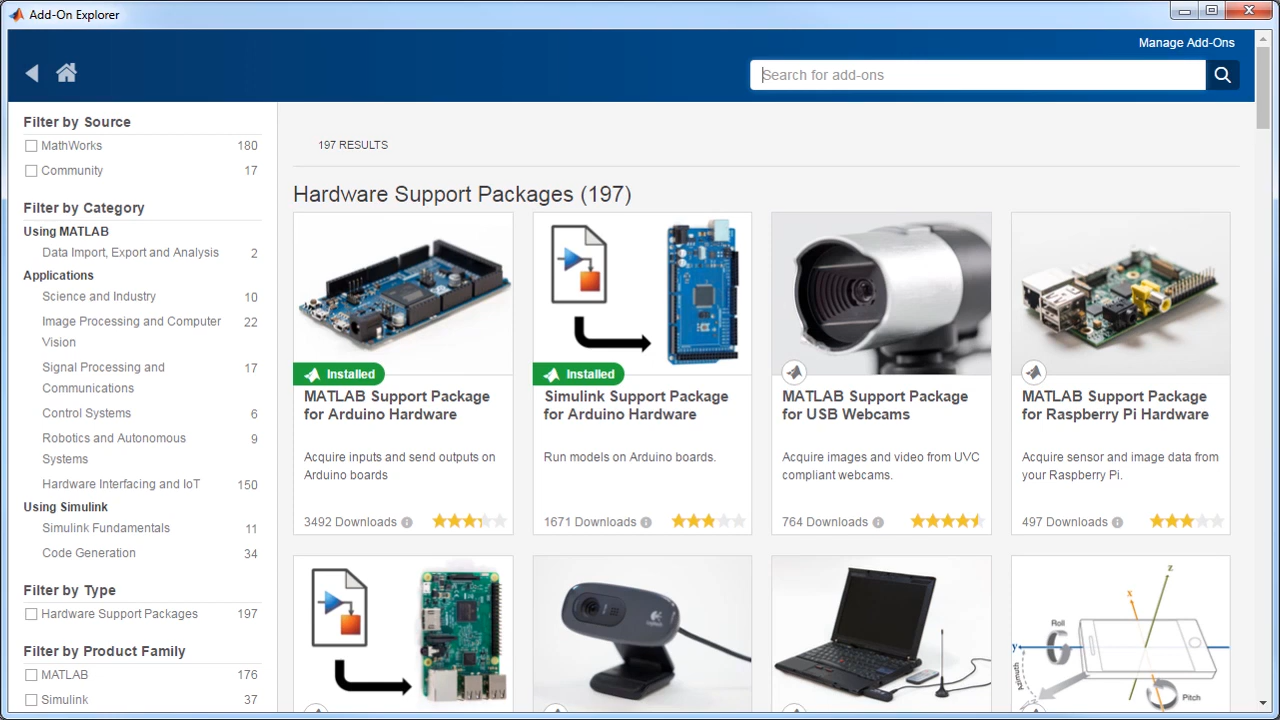 Add-On Explorer
Manage Add-Ons
Search for add-ons
Filter by Source
MathWorks 180
Community 17
Filter by Category
Using MATLAB
Data Import, Export and Analysis 2
Applications
Science and Industry 10
Image Processing and Computer 22
Vision
Signal Processing and 17
Communications
Control Systems 6
Robotics and Autonomous 9
Systems
Hardware Interfacing and IoT 150
Using Simulink
Simulink Fundamentals 11
Code Generation 34
Filter by Type
Hardware Support Packages 197
Filter by Product Family
MATLAB 176
Simulink 37
197 RESULTS
Hardware Support Packages (197)
Installed
MATLAB Support Package
for Arduino Hardware
Acquire inputs and send outputs on
Arduino boards
3492 Downloads
Installed
Simulink Support Package
for Arduino Hardware
Run models on Arduino boards.
1671 Downloads
MATLAB Support Package
for USB Webcams
Acquire images and video from UVC
compliant webcams.
764 Downloads
MATLAB Support Package
for Raspberry Pi Hardware
Acquire sensor and image data from
your Raspberry Pi.
497 Downloads
z
x
Roll
y
Azimuth
Pitch